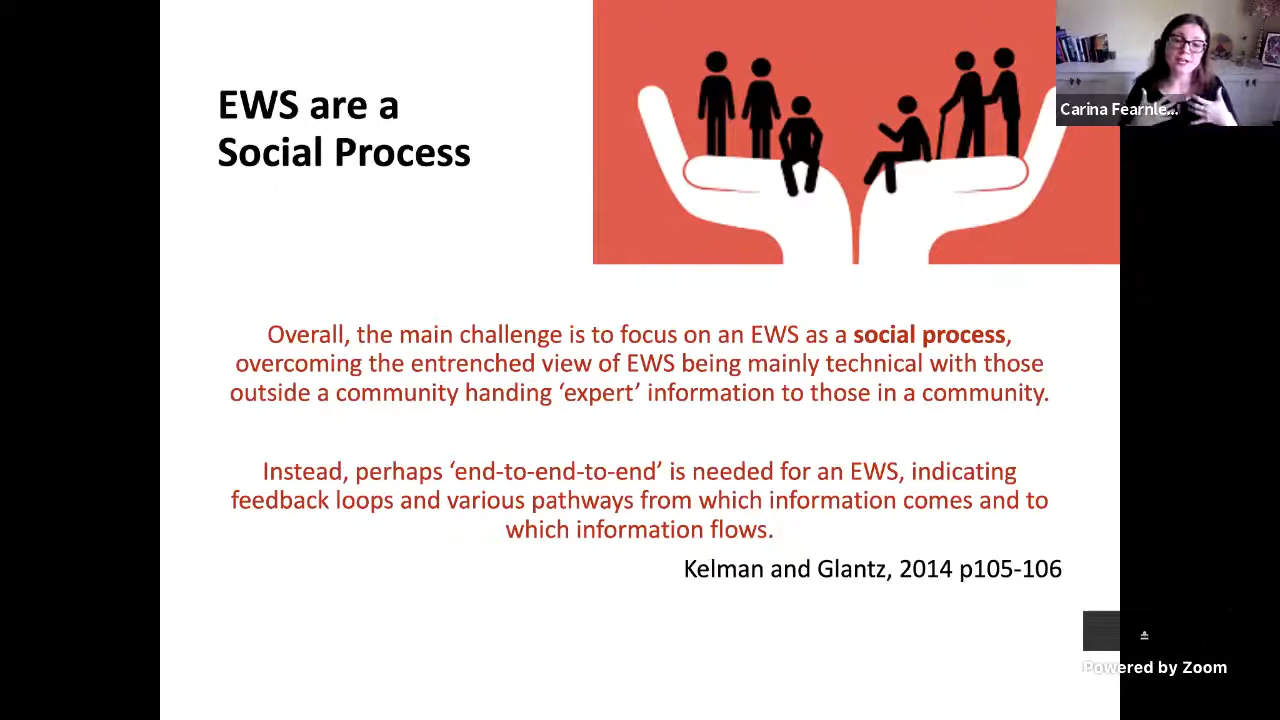 EWS are a
Social Process
Carina Fearnle...
Overall, the main challenge is to focus on an EWS as a social process,
overcoming the entrenched view of EWS being mainly technical with those
outside a community handing ‘expert’ information to those in a community.
Instead, perhaps ‘end-to-end-to-end’ is needed for an EWS, indicating
feedback loops and various pathways from which information comes and to
which information flows.
Kelman and Glantz, 2014 p105-106
Powered by Zoom